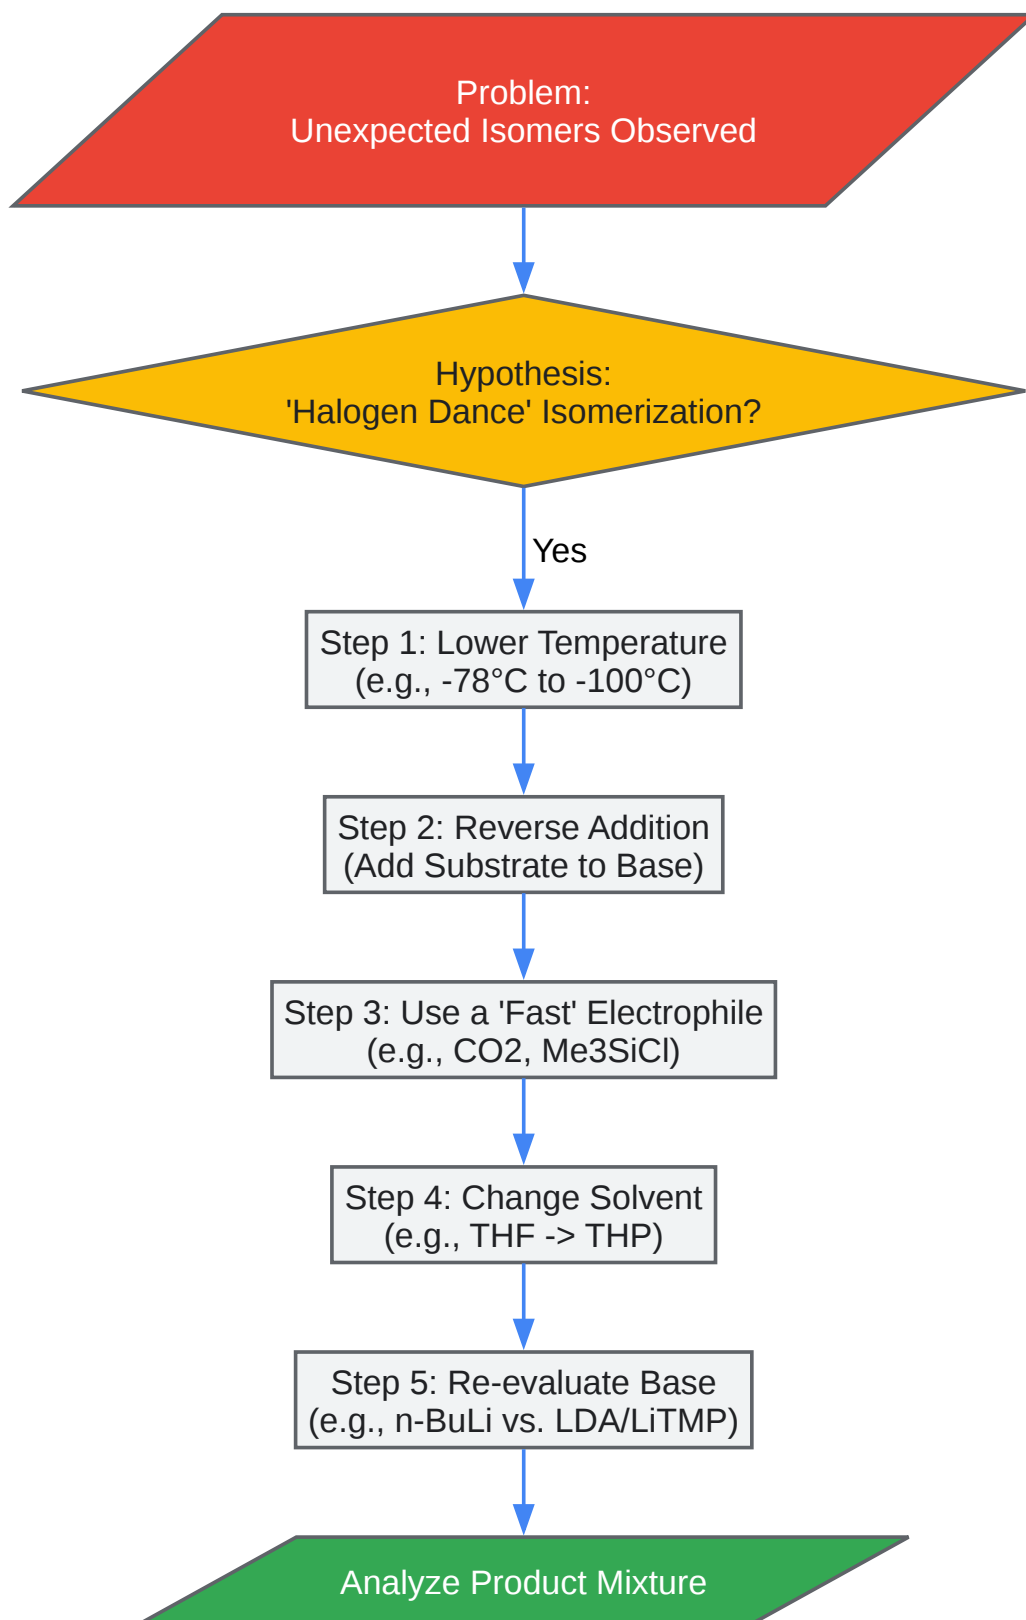 Problem:
Unexpected Isomers Observed
Hypothesis:
'Halogen Dance' Isomerization?
Yes
Step 1: Lower Temperature
(e.g., -78°C to -100°C)
Step 2: Reverse Addition
(Add Substrate to Base)
Step 3: Use a 'Fast' Electrophile
(e.g., CO2, Me3SiCl)
Step 4: Change Solvent
(e.g., THF -> THP)
Step 5: Re-evaluate Base
(e.g., n-BuLi vs. LDA/LiTMP)
Analyze Product Mixture